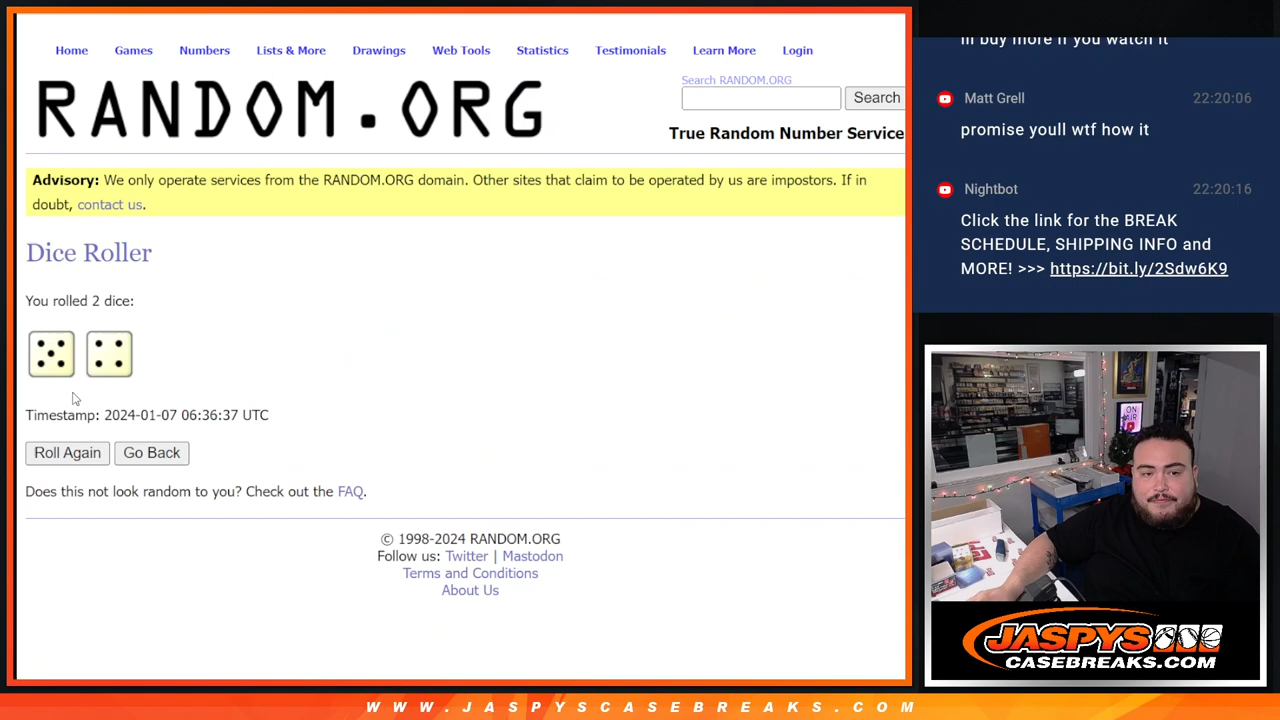 Home Games Numbers Lists & More Drawings Web Tools Statistics Testimonials Learn More Login
RANDOM.ORG
Search RANDOM.ORG
Search
True Random Number Service
Advisory: We only operate services from the RANDOM.ORG domain. Other sites that claim to be operated by us are impostors. If in
doubt, contact us.
Dice Roller
You rolled 2 dice:
Timestamp: 2024-01-07 06:36:37 UTC
Roll Again Go Back
Does this not look random to you? Check out the FAQ.
© 1998-2024 RANDOM.ORG
Follow us: Twitter | Mastodon
Terms and Conditions
About Us
m buy more if you watch it
Matt Grell 22:20:06
promise youll wtf how it
Nightbot 22:20:16
Click the link for the BREAK
SCHEDULE, SHIPPING INFO and
MORE! >>> https://bit.ly/2Sdw6K9
ON
AIR
JASPYS
CASEBREAKS.COM
WWW.JASPYSCASEBREAKS.COM